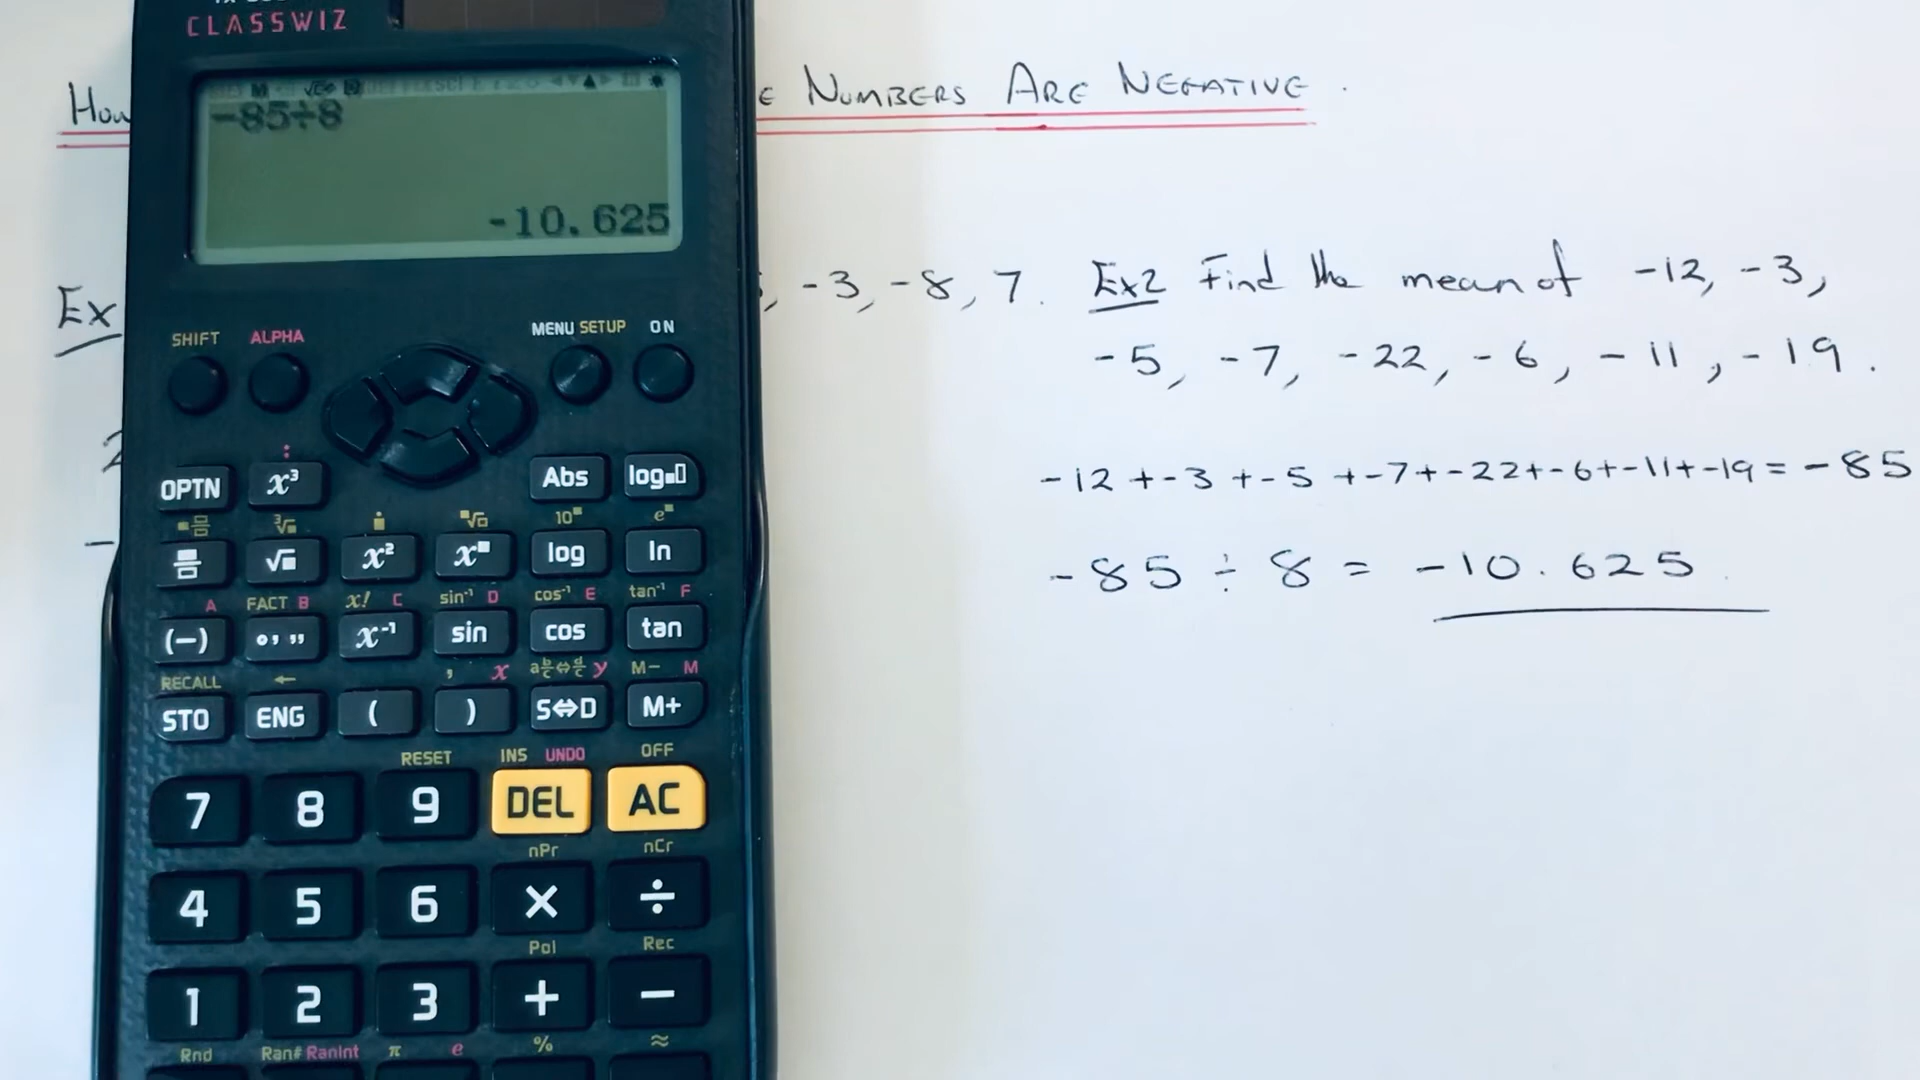 CLASSWIZ
-85÷8
-10.625
How
Numbers Are Negative.
Ex
, -3, -8, 7.
Ex2 Find the mean of -12, -3,
-5, -7, -22, -6, -11, -19.
-12 +-3 +-5 +-7+-22+-6+-11+-19 = -85
-85 ÷ 8 = -10.625
SHIFT ALPHA MENU SETUP ON
OPTN x³ Abs log▪▯
³√▪ ▪√▫ 10▪ e▪
√▪ x² x▪ log ln
A FACT B x! C sin⁻¹ D cos⁻¹ E tan⁻¹ F
(−) °’” x⁻¹ sin cos tan
RECALL ← , x a b/c⇔d/c y M− M
STO ENG ( ) S⇔D M+
RESET INS UNDO OFF
7 8 9 DEL AC
nPr nCr
4 5 6 × ÷
Pol Rec
1 2 3 + −
Rnd Ran# RanInt π e % ≈